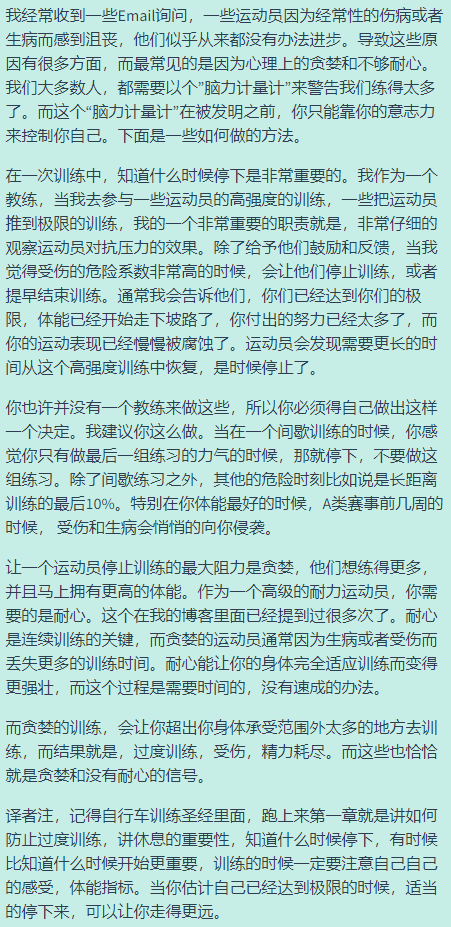 我经常收到一些Email询问，一些运动员因为经常性的伤病或者
生病而感到沮丧，他们似乎从来都没有办法进步。导致这些原
因有很多方面，而最常见的是因为心理上的贪婪和不够耐心。
我们大多数人，都需要以个”脑力计量计”来警告我们练得太多
了。而这个“脑力计量计”在被发明之前，你只能靠你的意志力
来控制你自己。下面是一些如何做的方法。
在一次训练中，知道什么时候停下是非常重要的。我作为一个
教练，当我去参与一些运动员的高强度的训练，一些把运动员
推到极限的训练，我的一个非常重要的职责就是，非常仔细的
观察运动员对抗压力的效果。除了给予他们鼓励和反馈，当我
觉得受伤的危险系数非常高的时候，会让他们停止训练，或者
提早结束训练。通常我会告诉他们，你们已经达到你们的极
限，体能已经开始走下坡路了，你付出的努力已经太多了，而
你的运动表现已经慢慢被腐蚀了。运动员会发现需要更长的时
间从这个高强度训练中恢复，是时候停止了。
你也许并没有一个教练来做这些，所以你必须得自己做出这样
一个决定。我建议你这么做。当在一个间歇训练的时候，你感
觉你只有做最后一组练习的力气的时候，那就停下，不要做这
组练习。除了间歇练习之外，其他的危险时刻比如说是长距离
训练的最后10%。特别在你体能最好的时候，A类赛事前几周的
时候， 受伤和生病会悄悄的向你侵袭。
让一个运动员停止训练的最大阻力是贪婪，他们想练得更多，
并且马上拥有更高的体能。作为一个高级的耐力运动员，你需
要的是耐心。这个在我的博客里面已经提到过很多次了。耐心
是连续训练的关键，而贪婪的运动员通常因为生病或者受伤而
丢失更多的训练时间。耐心能让你的身体完全适应训练而变得
更强壮，而这个过程是需要时间的，没有速成的办法。
而贪婪的训练，会让你超出你身体承受范围外太多的地方去训
练，而结果就是，过度训练，受伤，精力耗尽。而这些也恰恰
就是贪婪和没有耐心的信号。
译者注，记得自行车训练圣经里面，跑上来第一章就是讲如何
防止过度训练，讲休息的重要性，知道什么时候停下，有时候
比知道什么时候开始更重要，训练的时候一定要注意自己自己
的感受，体能指标。当你估计自己已经达到极限的时候，适当
的停下来，可以让你走得更远。